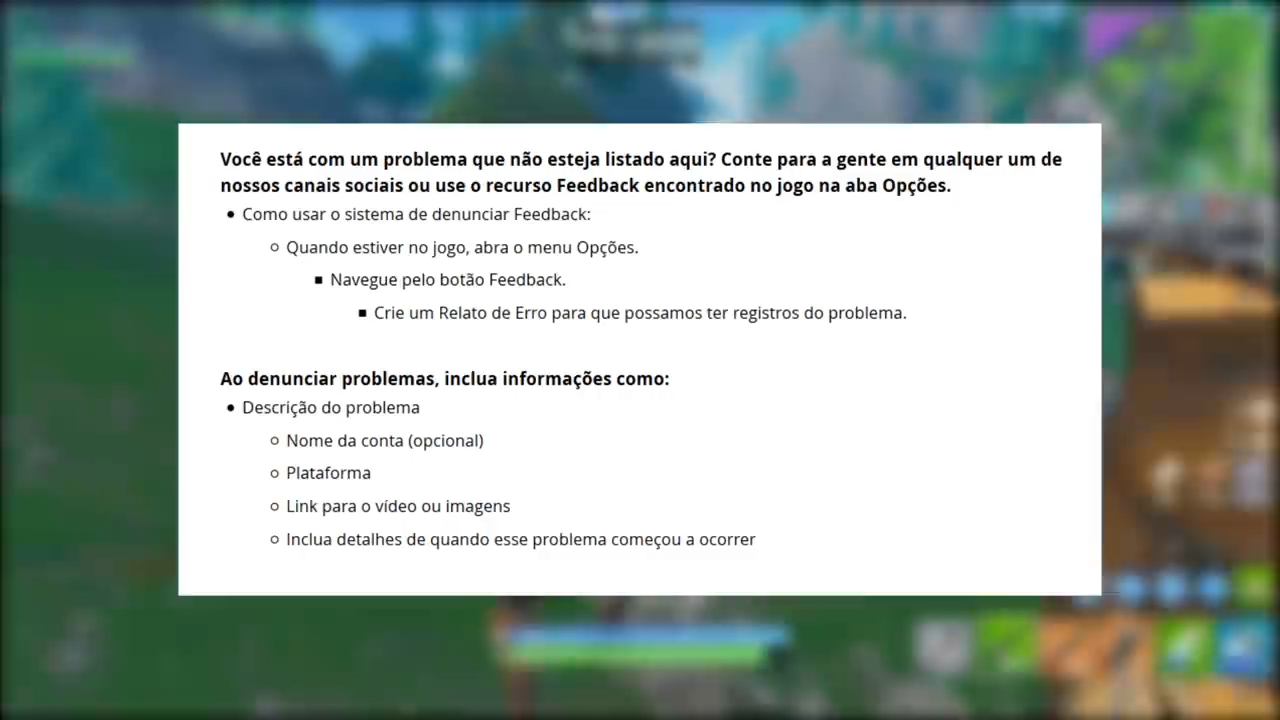 Você está com um problema que não esteja listado aqui? Conte para a gente em qualquer um de
nossos canais sociais ou use o recurso Feedback encontrado no jogo na aba Opções.
• Como usar o sistema de denunciar Feedback:
○ Quando estiver no jogo, abra o menu Opções.
▪ Navegue pelo botão Feedback.
▪ Crie um Relato de Erro para que possamos ter registros do problema.
Ao denunciar problemas, inclua informações como:
• Descrição do problema
○ Nome da conta (opcional)
○ Plataforma
○ Link para o vídeo ou imagens
○ Inclua detalhes de quando esse problema começou a ocorrer